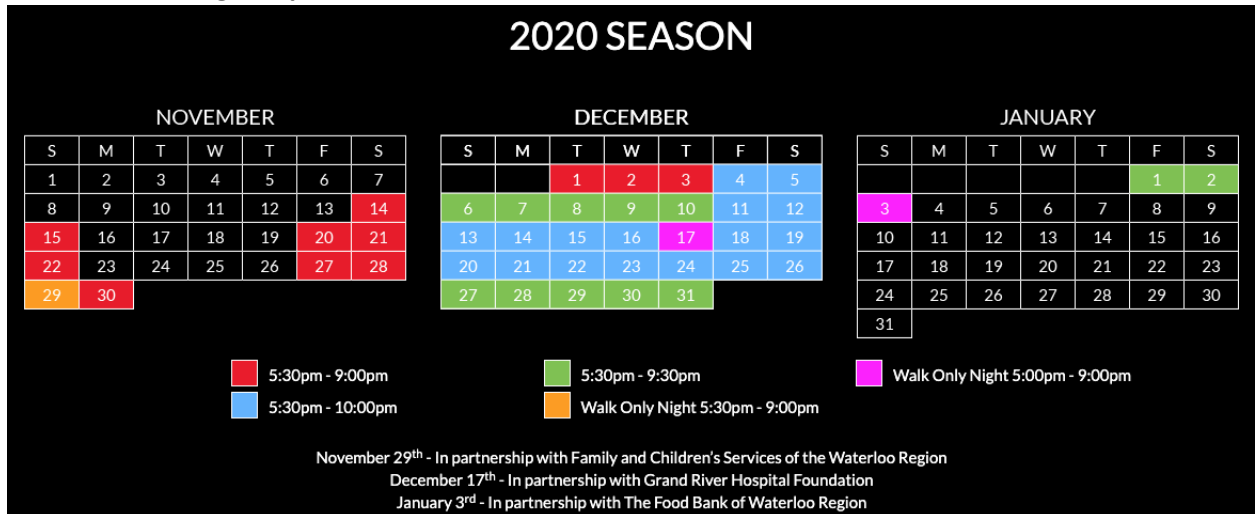 2020 SEASON
NOVEMBER
S M T W T F S
1 2 3 4 5 6 7
8 9 10 11 12 13 14
15 16 17 18 19 20 21
22 23 24 25 26 27 28
29 30
DECEMBER
S M T W T F S
1 2 3 4 5
6 7 8 9 10 11 12
13 14 15 16 17 18 19
20 21 22 23 24 25 26
27 28 29 30 31
JANUARY
S M T W T F S
1 2
3 4 5 6 7 8 9
10 11 12 13 14 15 16
17 18 19 20 21 22 23
24 25 26 27 28 29 30
31
5:30pm - 9:00pm
5:30pm - 9:30pm
Walk Only Night 5:00pm - 9:00pm
5:30pm - 10:00pm
Walk Only Night 5:30pm - 9:00pm
November 29th - In partnership with Family and Children's Services of the Waterloo Region
December 17th - In partnership with Grand River Hospital Foundation
January 3rd - In partnership with The Food Bank of Waterloo Region